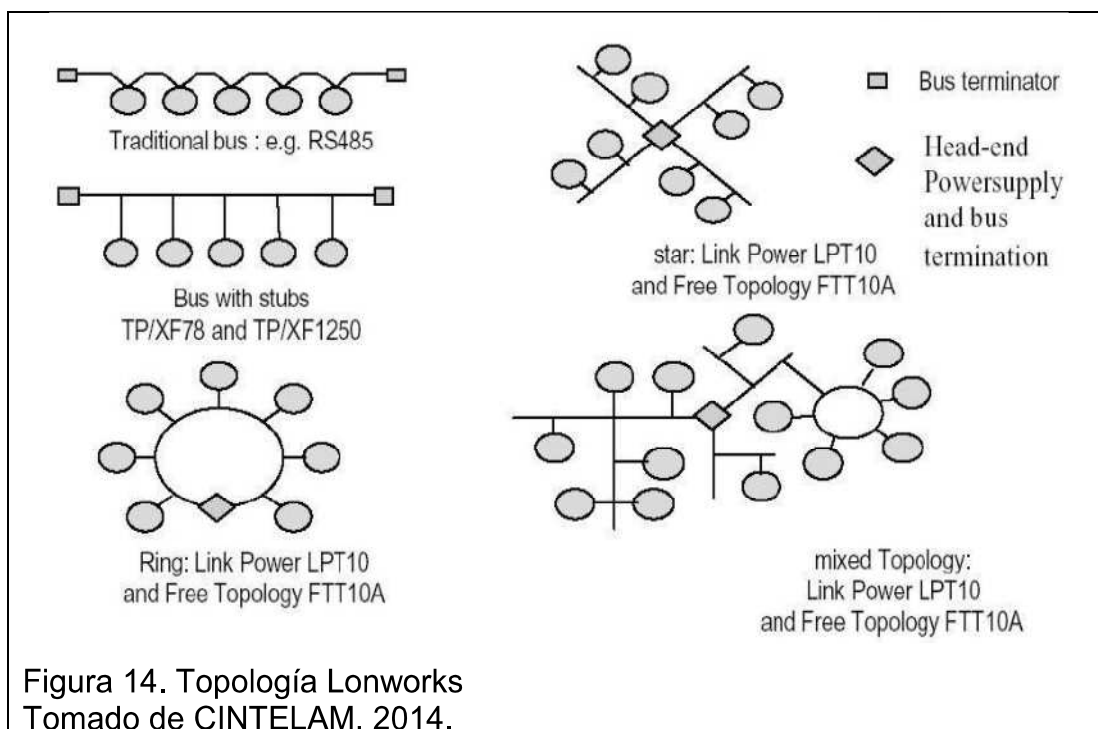 Traditional bus : e.g. RS485
Bus with stubs
TP/XF78 and TP/XF1250
Ring: Link Power LPT10
and Free Topology FTT10A
star: Link Power LPT10
and Free Topology FTT10A
Bus terminator
Head-end
Powersupply
and bus
termination
mixed Topology:
Link Power LPT10
and Free Topology FTT10A
Figura 14. Topología Lonworks
Tomado de CINTELAM, 2014.